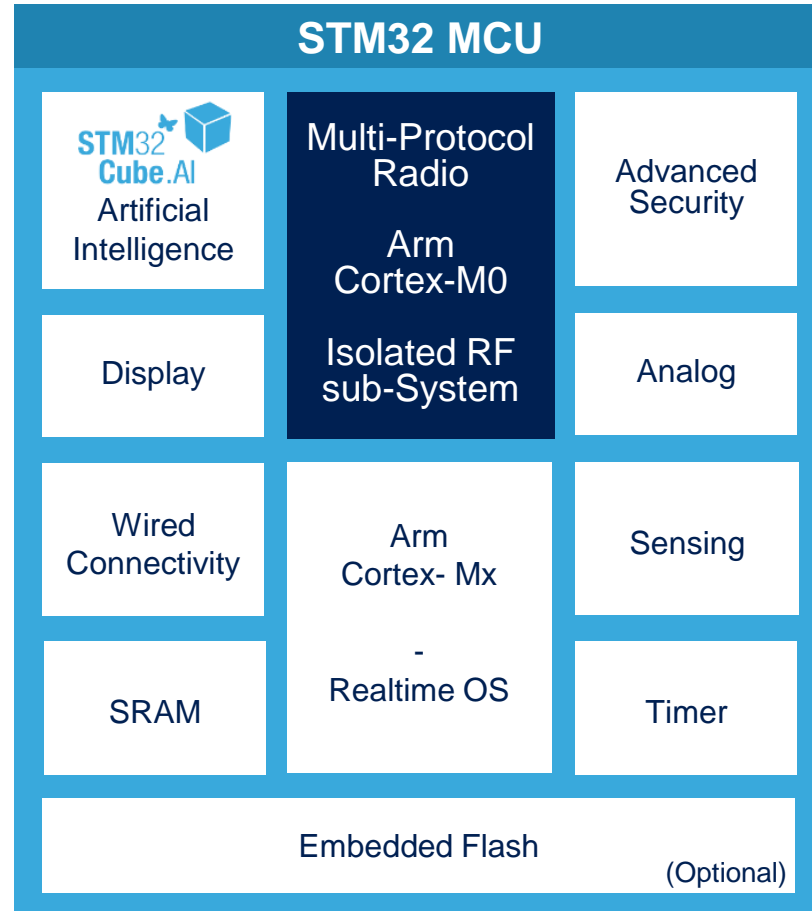 STM32 MCU
STM32
Cube.AI
Artificial
Intelligence
Multi-Protocol
Radio
Arm
Cortex-M0
Isolated RF
sub-System
Advanced
Security
Display
Analog
Wired
Connectivity
Arm
Cortex- Mx
-
Realtime OS
Sensing
SRAM
Timer
Embedded Flash
(Optional)